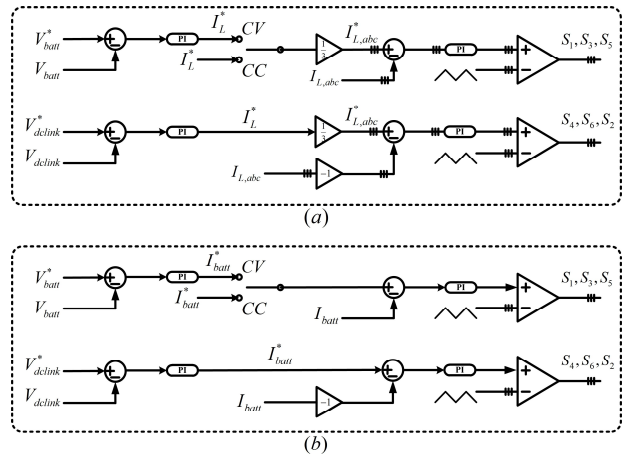 V*batt
PI
I*L
CV
I*L
CC
Vbatt
1/3
I*L,abc
IL,abc
PI
S1, S3, S5
V*dclink
PI
I*L
Vdclink
1/3
I*L,abc
IL,abc
-1
PI
S4, S6, S2
(a)
V*batt
PI
I*batt
CV
I*batt
CC
Vbatt
Ibatt
PI
S1, S3, S5
V*dclink
PI
I*batt
Vdclink
Ibatt
-1
PI
S4, S6, S2
(b)